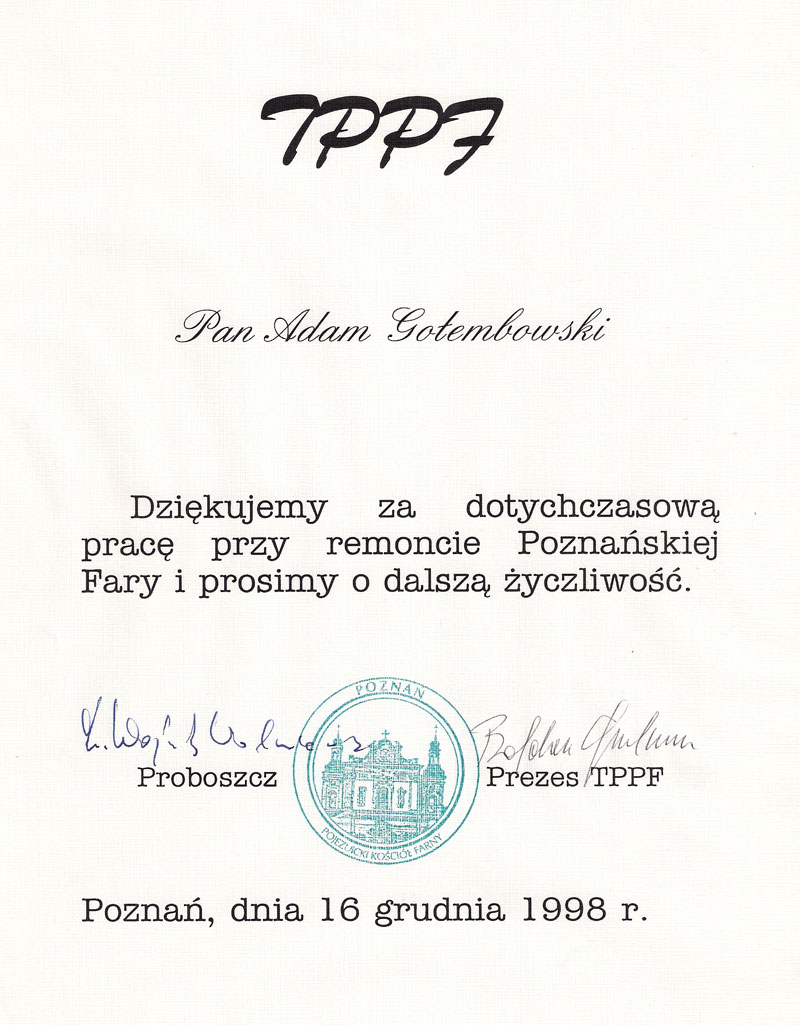 TPPF
Pan Adam Gołembowski
Dziękujemy za dotychczasową
pracę przy remoncie Poznańskiej
Fary i prosimy o dalszą życzliwość.
POZNAŃ
POJEZUICKI KOŚCIÓŁ FARNY
Proboszcz
Prezes TPPF
Poznań, dnia 16 grudnia 1998 r.